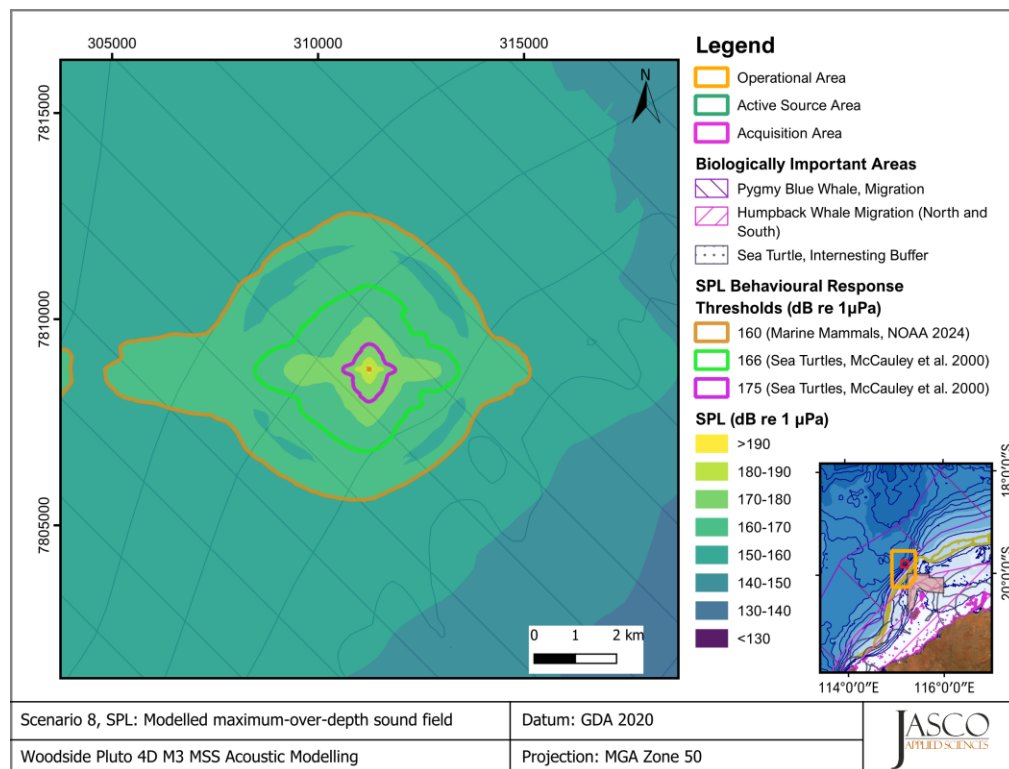 305000
310000
315000
7815000
7810000
7805000
N
0 1 2 km
Legend
Operational Area
Active Source Area
Acquisition Area
Biologically Important Areas
Pygmy Blue Whale, Migration
Humpback Whale Migration (North and
South)
Sea Turtle, Internesting Buffer
SPL Behavioural Response
Thresholds (dB re 1µPa)
160 (Marine Mammals, NOAA 2024)
166 (Sea Turtles, McCauley et al. 2000)
175 (Sea Turtles, McCauley et al. 2000)
SPL (dB re 1 µPa)
>190
180-190
170-180
160-170
150-160
140-150
130-140
<130
18°0′0″S
20°0′0″S
114°0′0″E
116°0′0″E
Scenario 8, SPL: Modelled maximum-over-depth sound field
Datum: GDA 2020
Woodside Pluto 4D M3 MSS Acoustic Modelling
Projection: MGA Zone 50
JASCO
APPLIED SCIENCES